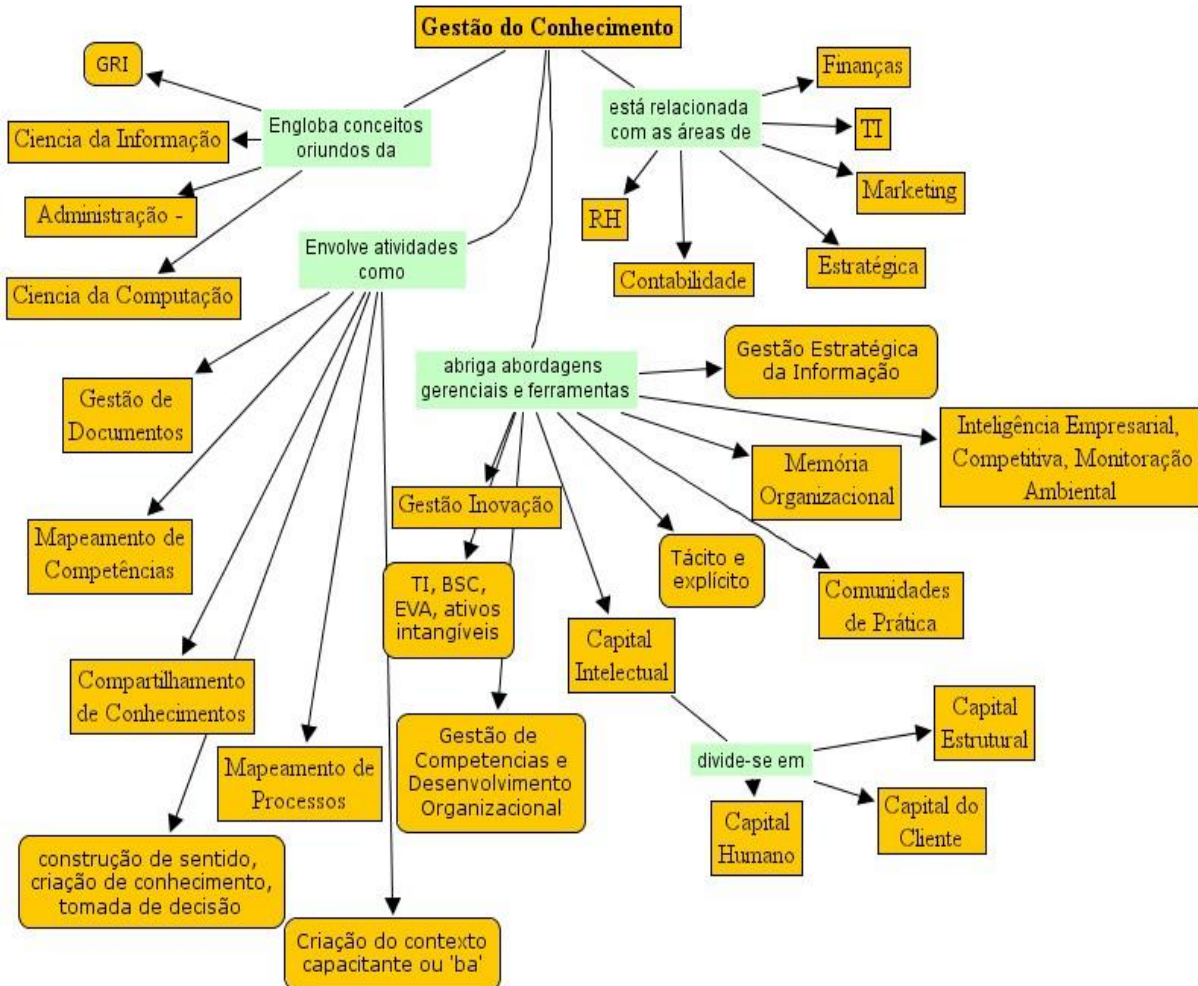 Gestão do Conhecimento
GRI
Engloba conceitos
oriundos da
Ciencia da Informação
Administração -
Ciencia da Computação
está relacionada
com as áreas de
Finanças
TI
Marketing
Estratégica
Contabilidade
RH
Envolve atividades
como
Gestão de
Documentos
Mapeamento de
Competências
Compartilhamento
de Conhecimentos
Mapeamento de
Processos
construção de sentido,
criação de conhecimento,
tomada de decisão
Criação do contexto
capacitante ou 'ba'
abriga abordagens
gerenciais e ferramentas
Gestão Estratégica
da Informação
Inteligência Empresarial,
Competitiva, Monitoração
Ambiental
Memória
Organizacional
Comunidades
de Prática
Tácito e
explícito
Gestão Inovação
TI, BSC,
EVA, ativos
intangíveis
Gestão de
Competencias e
Desenvolvimento
Organizacional
Capital
Intelectual
divide-se em
Capital
Estrutural
Capital do
Cliente
Capital
Humano